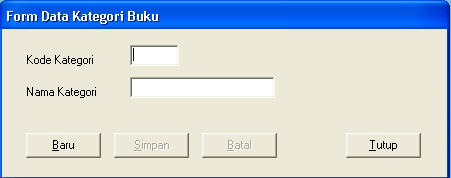 Form Data Kategori Buku
Kode Kategori
Nama Kategori
Baru Simpan Batal Tutup